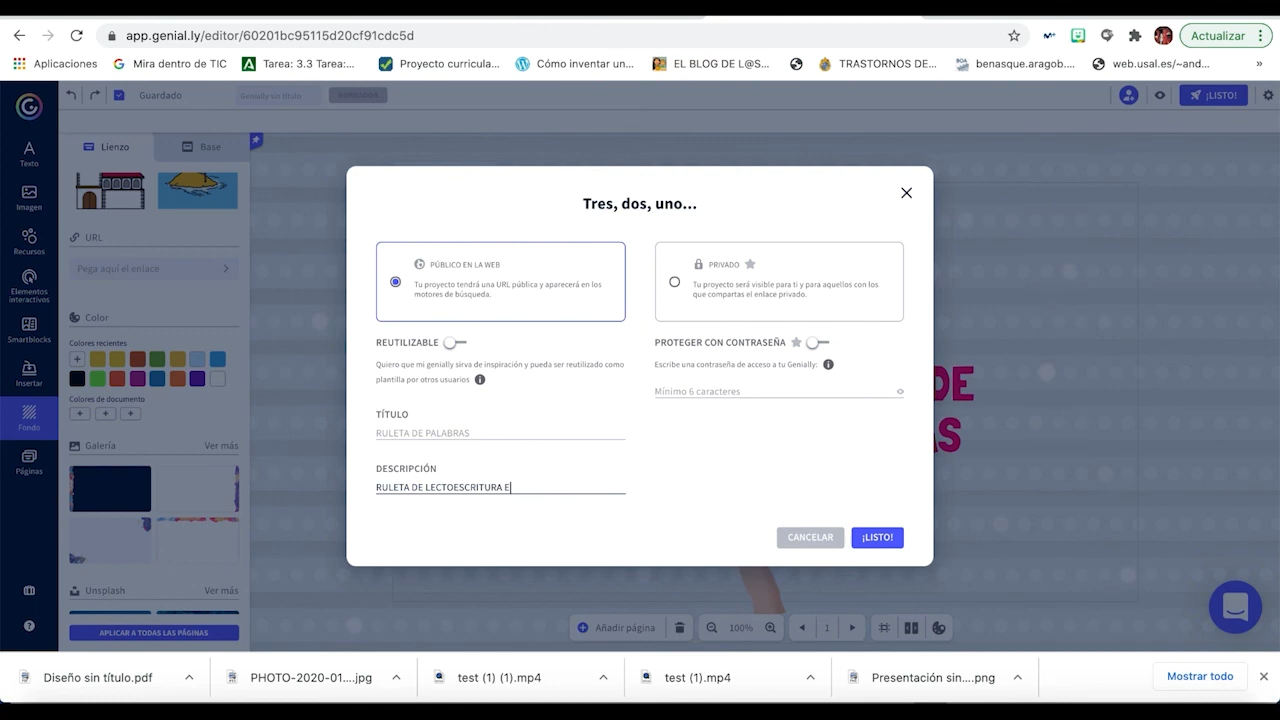 app.genial.ly/editor/60201bc95115d20cf91cdc5d
Actualizar
Aplicaciones
Mira dentro de TIC
Tarea: 3.3 Tarea:...
Proyecto curricula...
Cómo inventar un...
EL BLOG DE L@S...
TRASTORNOS DE...
benasque.aragob....
web.usal.es/~and...
»
Guardado
Genially sin título
¡LISTO!
Texto
Imagen
Recursos
Elementos
interactivos
Smartblocks
Insertar
Fondo
Páginas
Lienzo
Base
URL
Pega aquí el enlace
Color
Colores recientes
Colores de documento
Galería
Ver más
Unsplash
Ver más
APLICAR A TODAS LAS PÁGINAS
Tres, dos, uno...
PÚBLICO EN LA WEB
Tu proyecto tendrá una URL pública y aparecerá en los
motores de búsqueda.
PRIVADO
Tu proyecto será visible para ti y para aquellos con los
que compartas el enlace privado.
REUTILIZABLE
Quiero que mi genially sirva de inspiración y pueda ser reutilizado como
plantilla por otros usuarios
PROTEGER CON CONTRASEÑA
Escribe una contraseña de acceso a tu Genially:
Mínimo 6 caracteres
TÍTULO
RULETA DE PALABRAS
DESCRIPCIÓN
RULETA DE LECTOESCRITURA E
CANCELAR
¡LISTO!
DE
AS
Añadir página
100%
1
Diseño sin título.pdf
PHOTO-2020-01....jpg
test (1) (1).mp4
test (1).mp4
Presentación sin....png
Mostrar todo